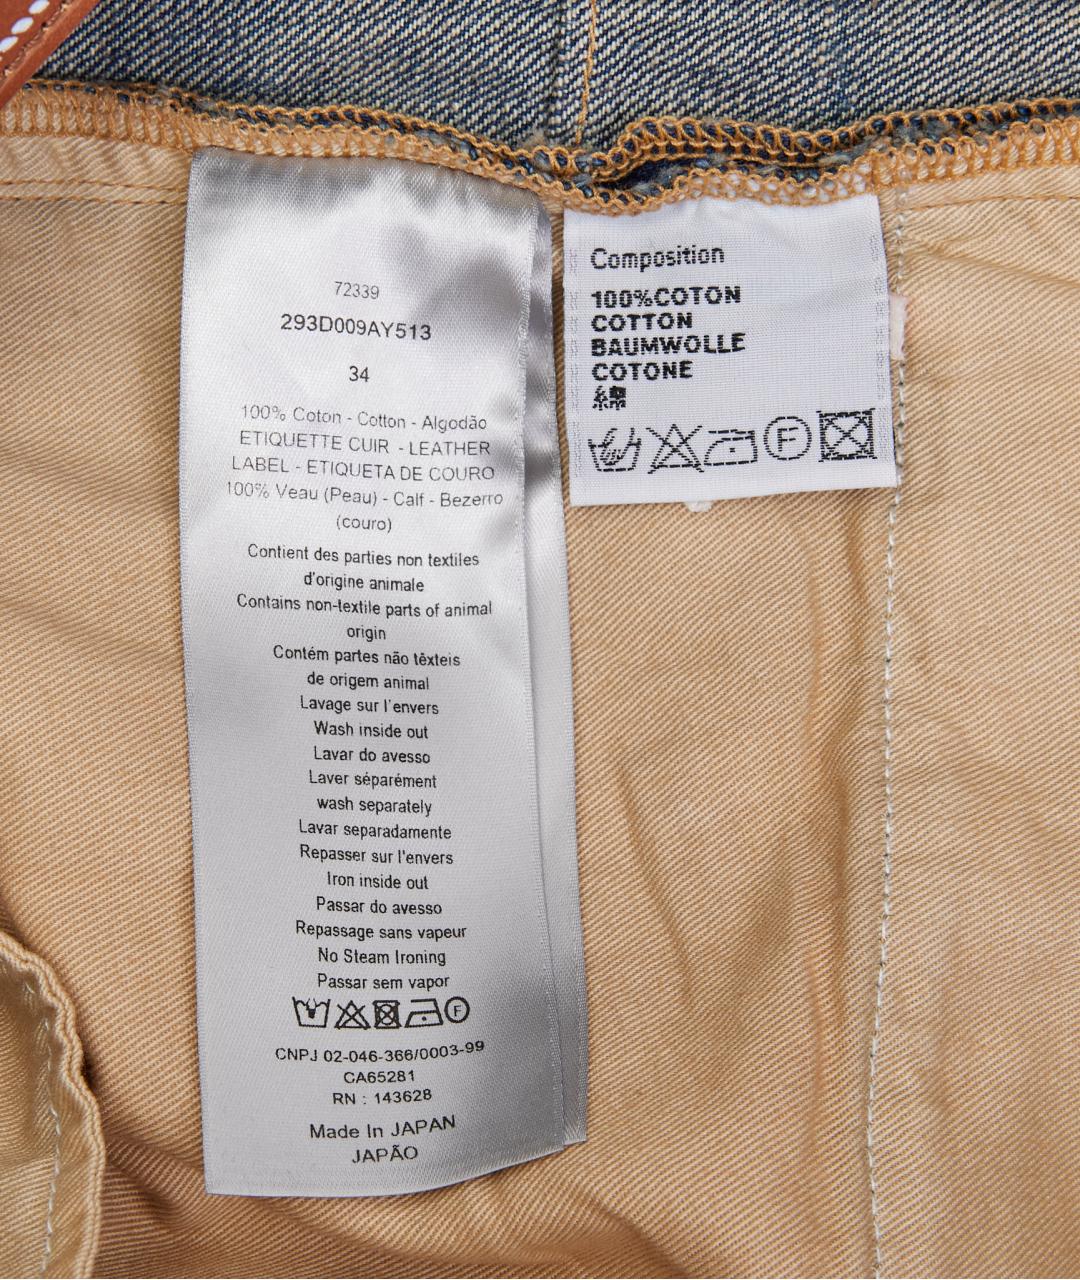 72339
293D009AY513
34
100% Coton - Cotton - Algodão
ETIQUETTE CUIR - LEATHER
LABEL - ETIQUETA DE COURO
100% Veau (Peau) - Calf - Bezerro
(couro)
Contient des parties non textiles
d'origine animale
Contains non-textile parts of animal
origin
Contém partes não têxteis
de origem animal
Lavage sur l'envers
Wash inside out
Lavar do avesso
Laver séparément
wash separately
Lavar separadamente
Repasser sur l'envers
Iron inside out
Passar do avesso
Repassage sans vapeur
No Steam Ironing
Passar sem vapor
F
CNPJ 02-046-366/0003-99
CA65281
RN : 143628
Made In JAPAN
JAPÃO
Composition
100%COTON
COTTON
BAUMWOLLE
COTONE
綿
F